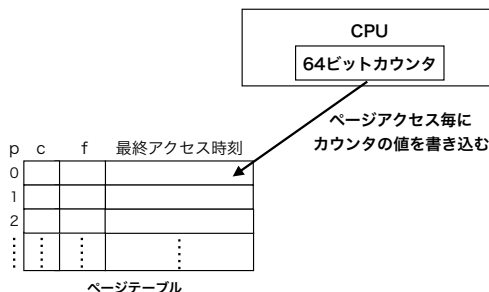 CPU
64ビットカウンタ
ページアクセス毎に
カウンタの値を書き込む
p c f 最終アクセス時刻
0
1
2
ページテーブル